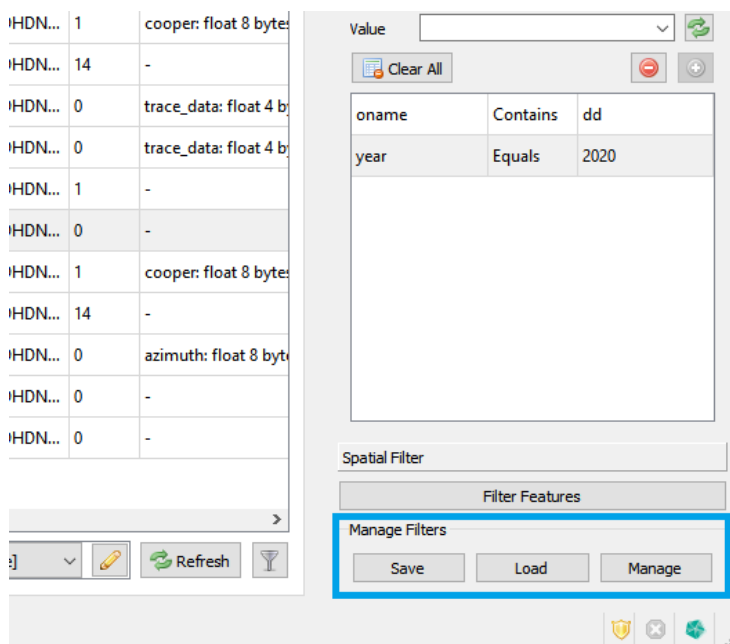 Value
Clear All
oname Contains dd
year Equals 2020
Spatial Filter
Filter Features
Manage Filters
Save Load Manage
HDN... 1 cooper: float 8 bytes
HDN... 14 -
HDN... 0 trace_data: float 4 by
HDN... 0 trace_data: float 4 by
HDN... 1 -
HDN... 0 -
HDN... 1 cooper: float 8 bytes
HDN... 14 -
HDN... 0 azimuth: float 8 byte
HDN... 0 -
HDN... 0 -
e] Refresh